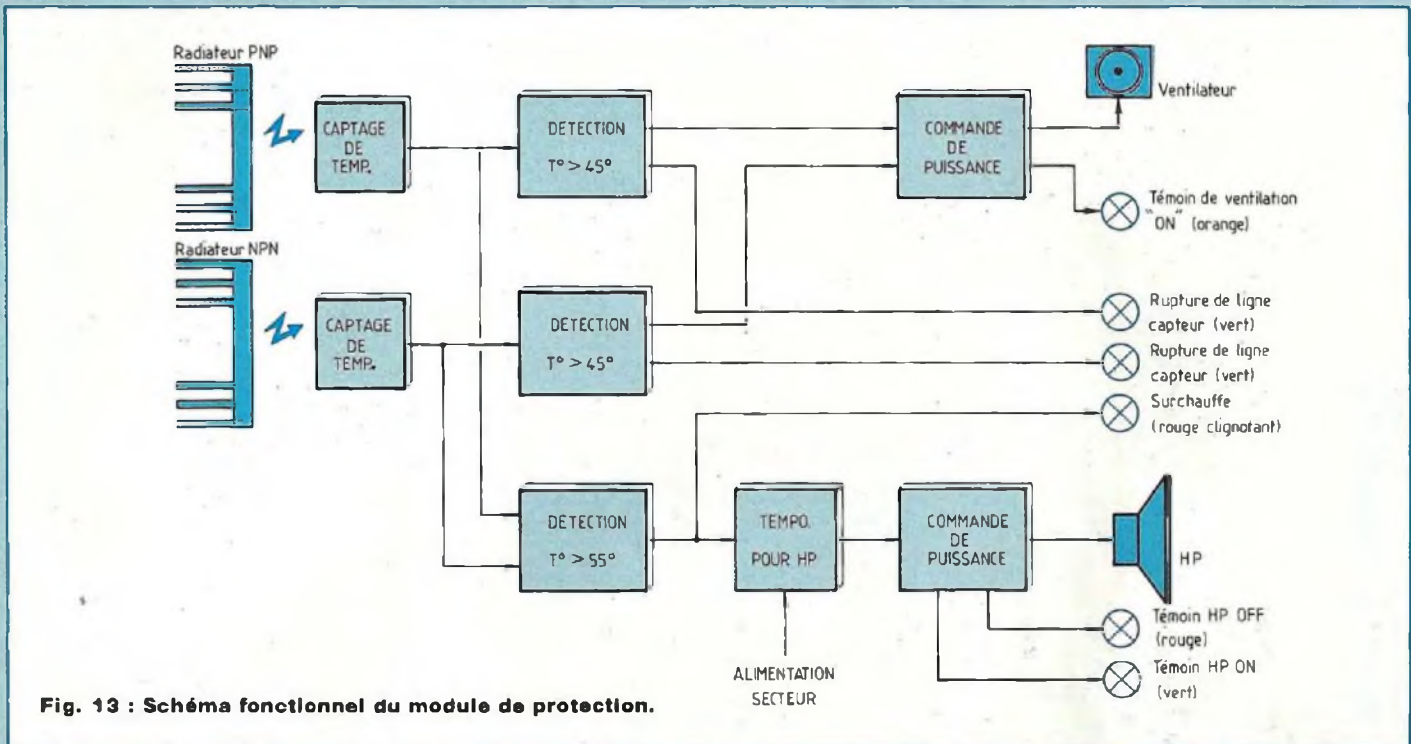 Radiateur PNP
CAPTAGE
DE
TEMP.
DETECTION
T° > 45°
COMMANDE
DE
PUISSANCE
Ventilateur
Témoin de ventilation
"ON" (orange)
Radiateur NPN
CAPTAGE
DE
TEMP.
DETECTION
T° > 45°
Rupture de ligne
capteur (vert)
Rupture de ligne
capteur (vert)
Surchauffe
(rouge clignotant)
DETECTION
T° > 55°
TEMPO.
POUR HP
COMMANDE
DE
PUISSANCE
HP
Témoin HP OFF
(rouge)
Témoin HP ON
(vert)
ALIMENTATION
SECTEUR
Fig. 13 : Schéma fonctionnel du module de protection.